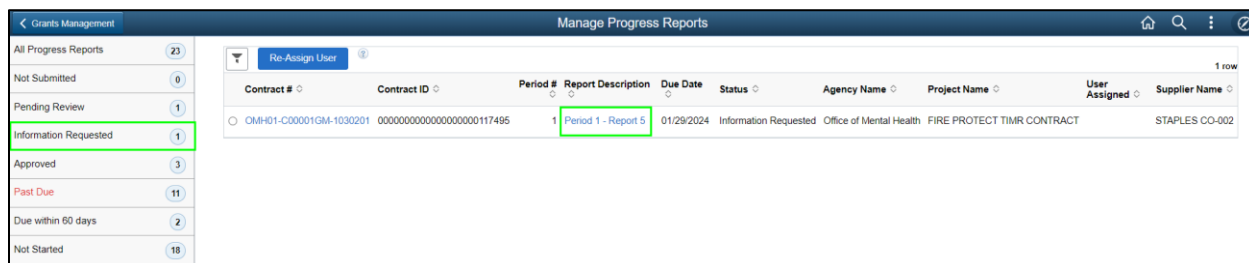 Grants Management
Manage Progress Reports
All Progress Reports 23
Not Submitted 0
Pending Review 1
Information Requested 1
Approved 3
Past Due 11
Due within 60 days 2
Not Started 18
Re-Assign User
1 row
Contract # Contract ID Period # Report Description Due Date Status Agency Name Project Name User Assigned Supplier Name
OMH01-C00001GM-1030201 0000000000000000000117495 1 Period 1 - Report 5 01/29/2024 Information Requested Office of Mental Health FIRE PROTECT TIMR CONTRACT STAPLES CO-002